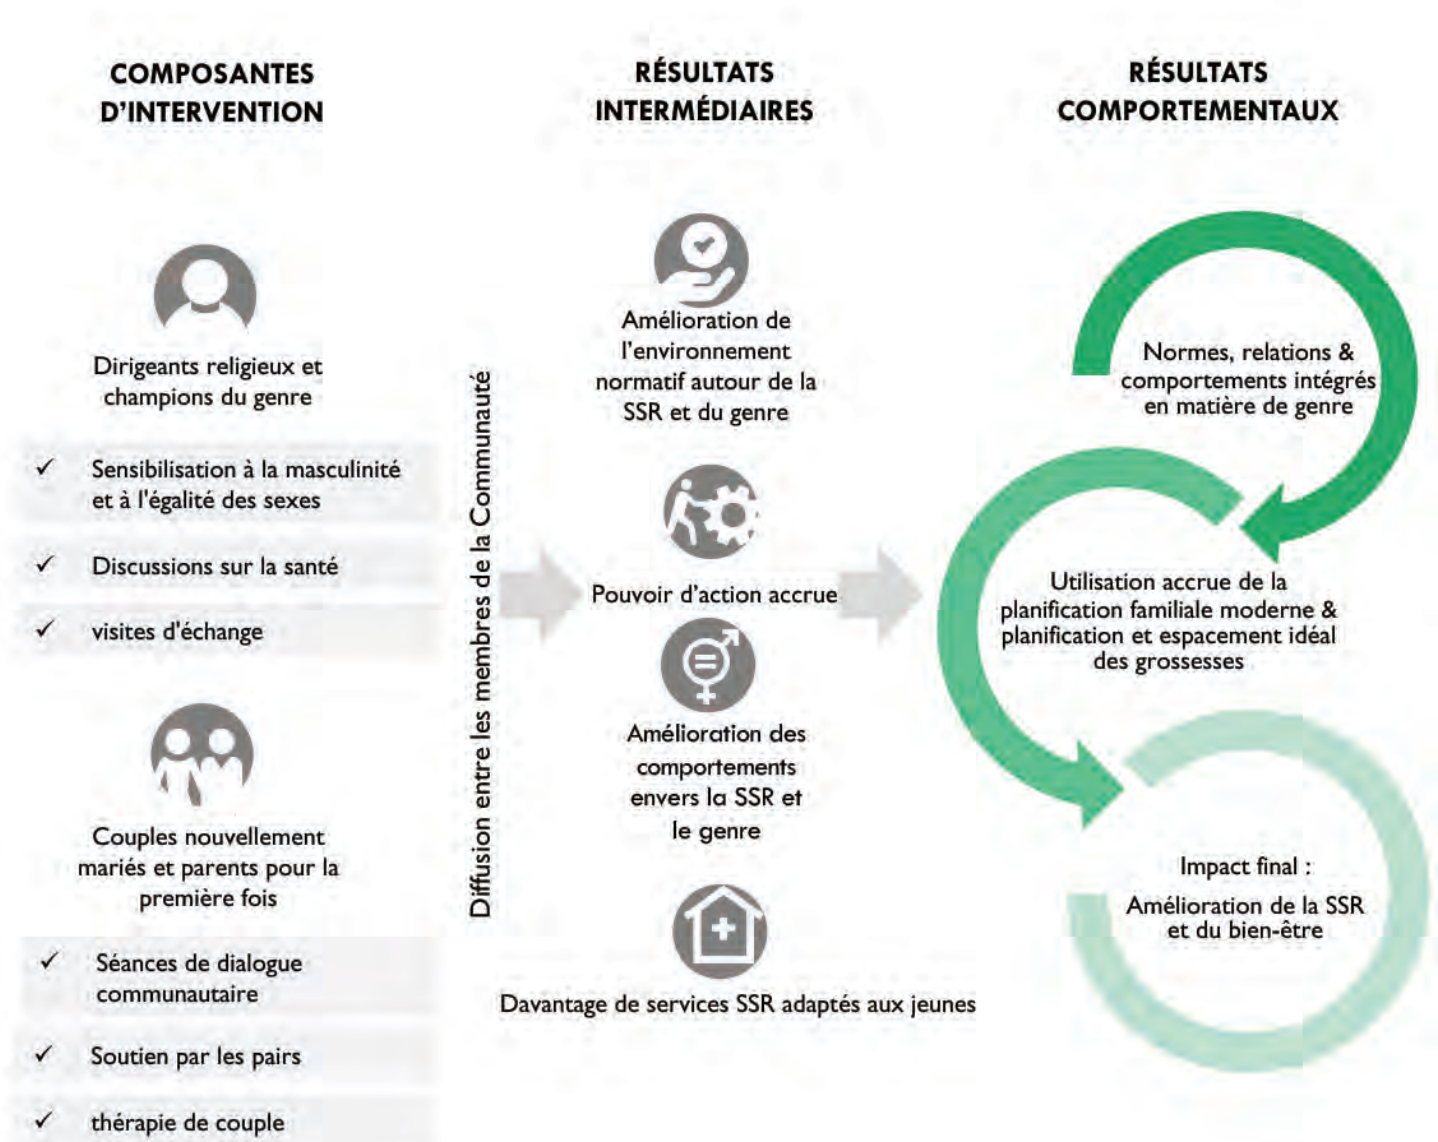 COMPOSANTES
D'INTERVENTION
Dirigeants religieux et
champions du genre
✓ Sensibilisation à la masculinité
et à l'égalité des sexes
✓ Discussions sur la santé
✓ visites d'échange
Couples nouvellement
mariés et parents pour la
première fois
✓ Séances de dialogue
communautaire
✓ Soutien par les pairs
✓ thérapie de couple
Diffusion entre les membres de la Communauté
RÉSULTATS
INTERMÉDIAIRES
Amélioration de
l'environnement
normatif autour de la
SSR et du genre
Pouvoir d'action accrue
Amélioration des
comportements
envers la SSR et
le genre
Davantage de services SSR adaptés aux jeunes
RÉSULTATS
COMPORTEMENTAUX
Normes, relations &
comportements intégrés
en matière de genre
Utilisation accrue de la
planification familiale moderne &
planification et espacement idéal
des grossesses
Impact final :
Amélioration de la SSR
et du bien-être